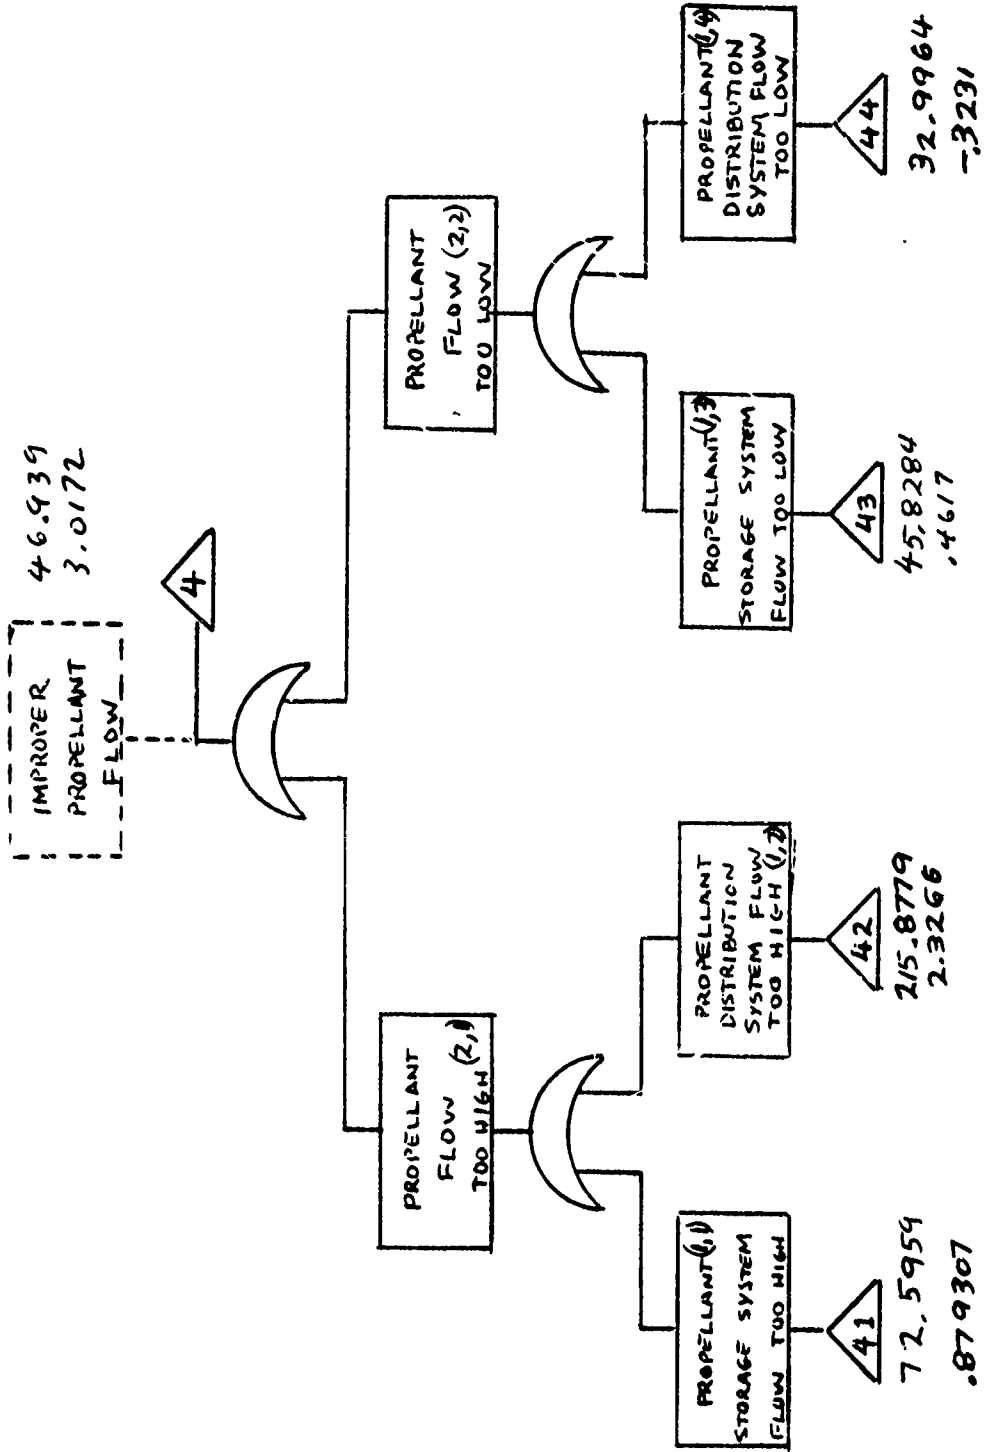 IMPROPER
PROPELLANT
FLOW
46.939
3.0172
4
PROPELLANT
FLOW (2,1)
TOO HIGH
PROPELLANT
FLOW (2,2)
TOO LOW
PROPELLANT (1,1)
STORAGE SYSTEM
FLOW TOO HIGH
41
72.5959
.879307
PROPELLANT
DISTRIBUTION
SYSTEM FLOW
TOO HIGH (1,2)
42
215.8779
2.3266
PROPELLANT (1,3)
STORAGE SYSTEM
FLOW TOO LOW
43
45.8284
.4617
PROPELLANT (1,4)
DISTRIBUTION
SYSTEM FLOW
TOO LOW
44
32.9964
-.3231